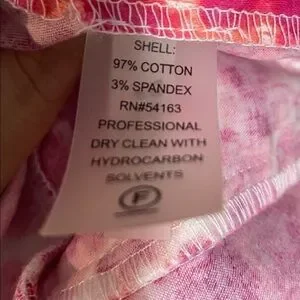 SHELL:
97% COTTON
3% SPANDEX
RN#54163
PROFESSIONAL
DRY CLEAN WITH
HYDROCARBON
SOLVENTS
F